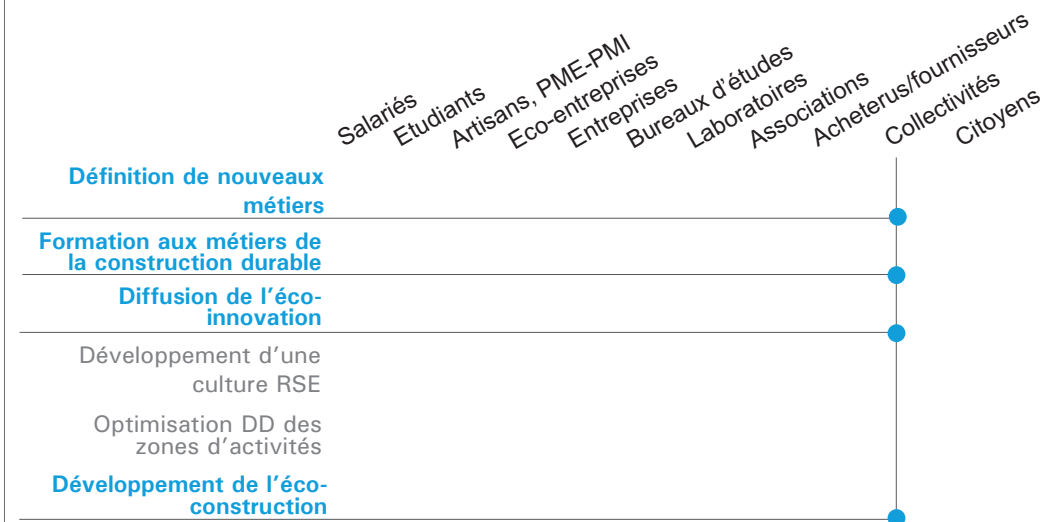 Salariés
Etudiants
Artisans, PME-PMI
Eco-entreprises
Entreprises
Bureaux d'études
Laboratoires
Associations
Acheterus/fournisseurs
Collectivités
Citoyens
Définition de nouveaux
métiers
Formation aux métiers de
la construction durable
Diffusion de l'éco-
innovation
Développement d'une
culture RSE
Optimisation DD des
zones d'activités
Développement de l'éco-
construction